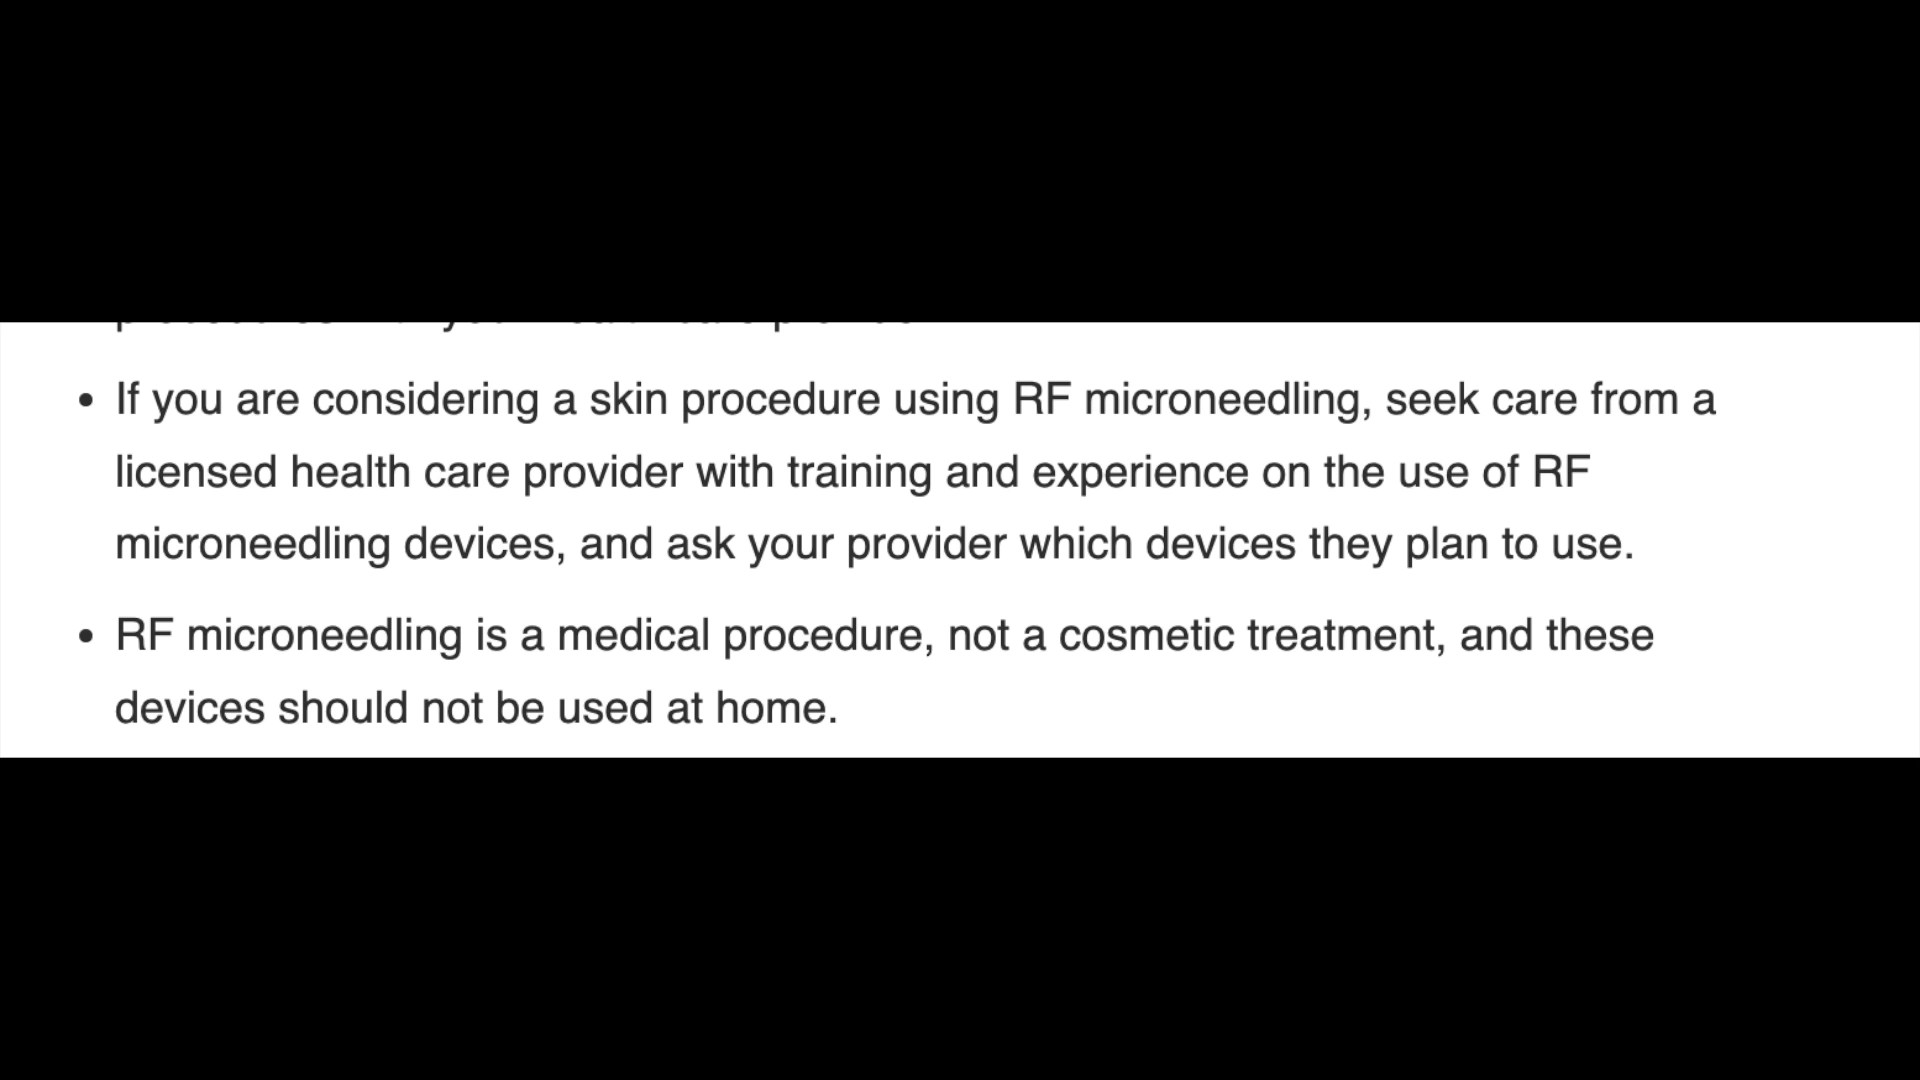 • If you are considering a skin procedure using RF microneedling, seek care from a
licensed health care provider with training and experience on the use of RF
microneedling devices, and ask your provider which devices they plan to use.
• RF microneedling is a medical procedure, not a cosmetic treatment, and these
devices should not be used at home.